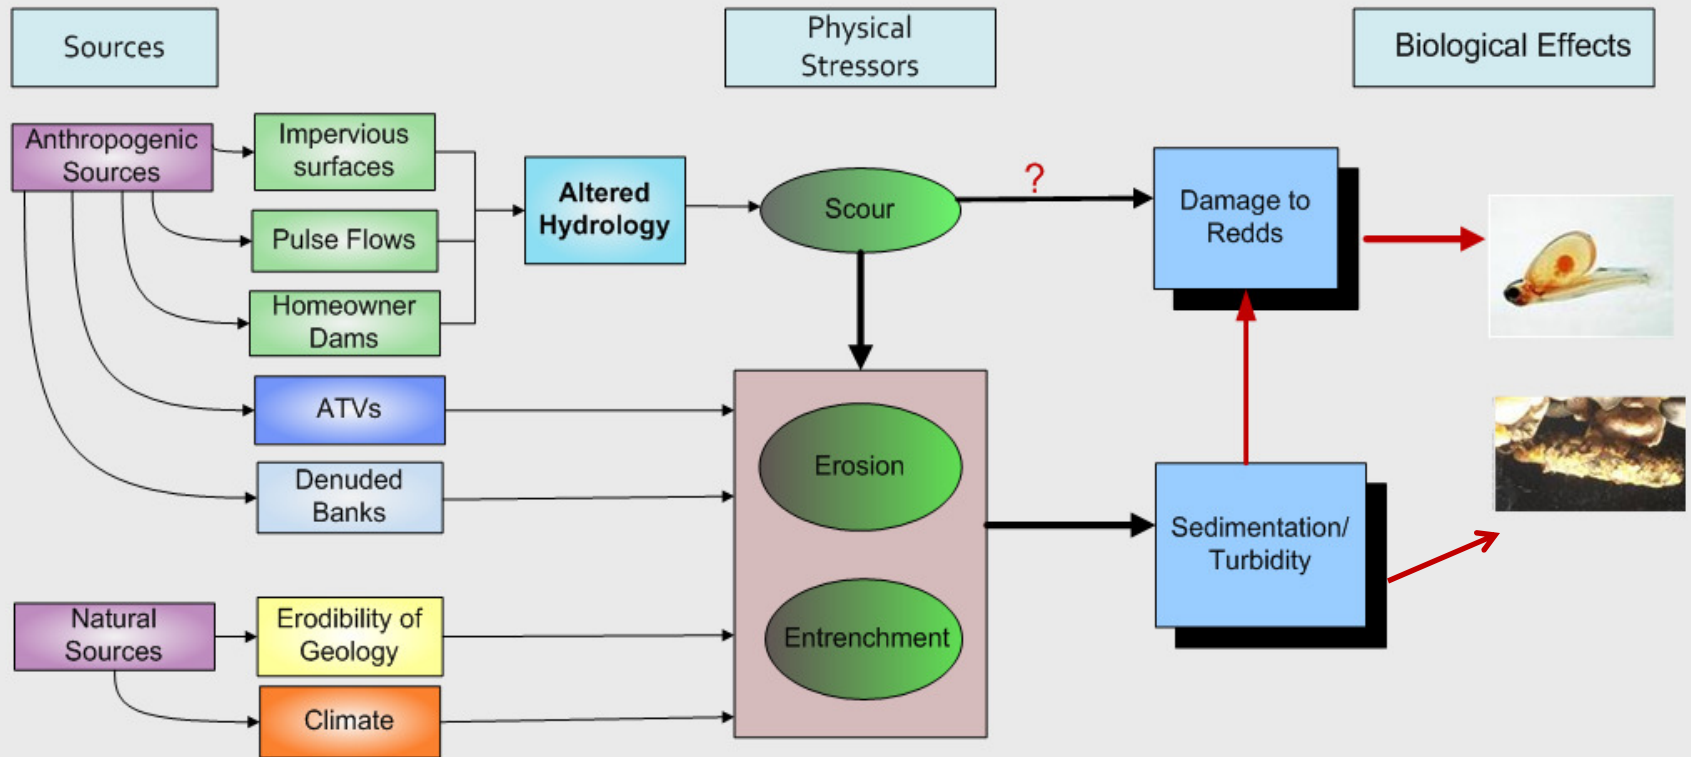 Sources
Physical
Stressors
Biological Effects
Anthropogenic
Sources
Impervious
surfaces
Pulse Flows
Homeowner
Dams
ATVs
Denuded
Banks
Natural
Sources
Erodibility of
Geology
Climate
Altered
Hydrology
Scour
?
Erosion
Entrenchment
Damage to
Redds
Sedimentation/
Turbidity